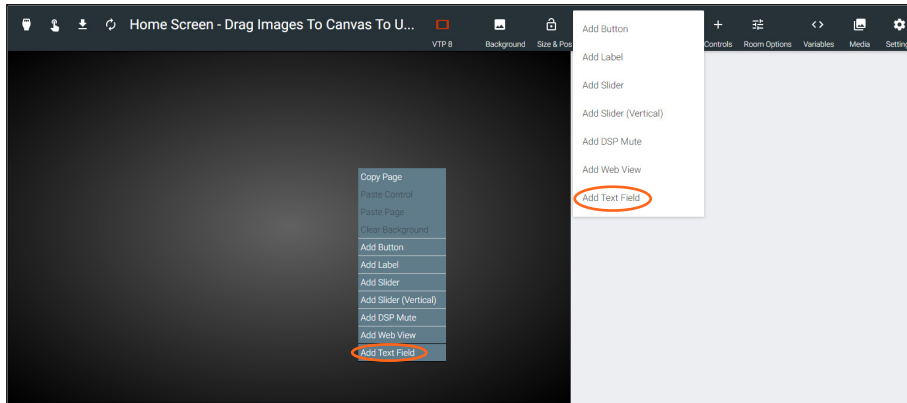 Home Screen - Drag Images To Canvas To U...
VTP 8
Background
Size & Pos
Controls
Room Options
Variables
Media
Setting
Add Button
Add Label
Add Slider
Add Slider (Vertical)
Add DSP Mute
Add Web View
Add Text Field
Copy Page
Paste Control
Paste Page
Clear Background
Add Button
Add Label
Add Slider
Add Slider (Vertical)
Add DSP Mute
Add Web View
Add Text Field